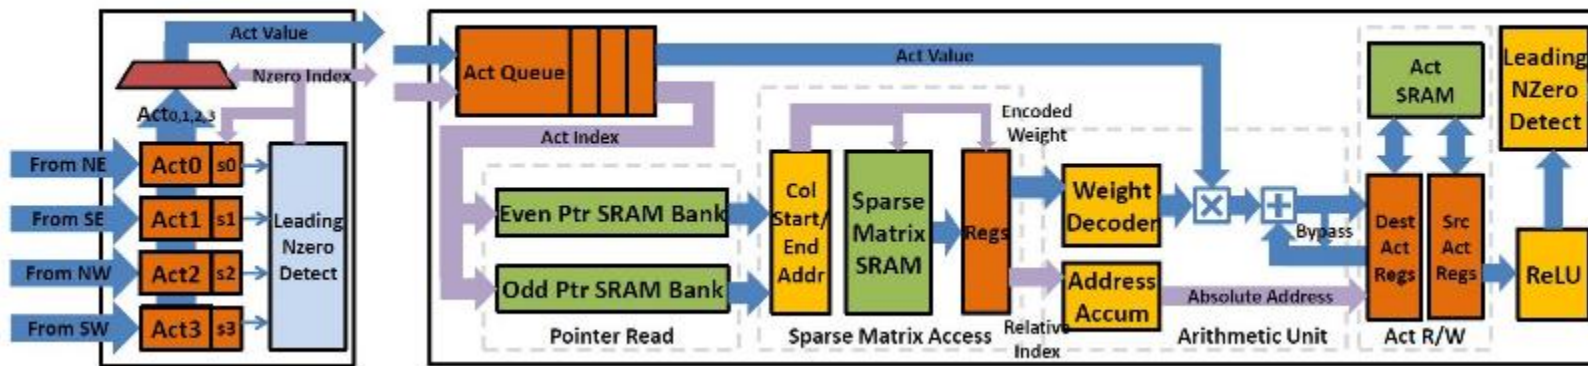 Act Value
Nzero Index
Act0,1,2,3
From NE
Act0
s0
From SE
Act1
s1
From NW
Act2
s2
From SW
Act3
s3
Leading
Nzero
Detect
Act Queue
Act Value
Act Index
Even Ptr SRAM Bank
Odd Ptr SRAM Bank
Pointer Read
Col
Start/
End
Addr
Sparse
Matrix
SRAM
Regs
Sparse Matrix Access
Encoded
Weight
Relative
Index
Weight
Decoder
Address
Accum
Bypass
Absolute Address
Arithmetic Unit
Act
SRAM
Dest
Act
Regs
Src
Act
Regs
Act R/W
Leading
NZero
Detect
ReLU